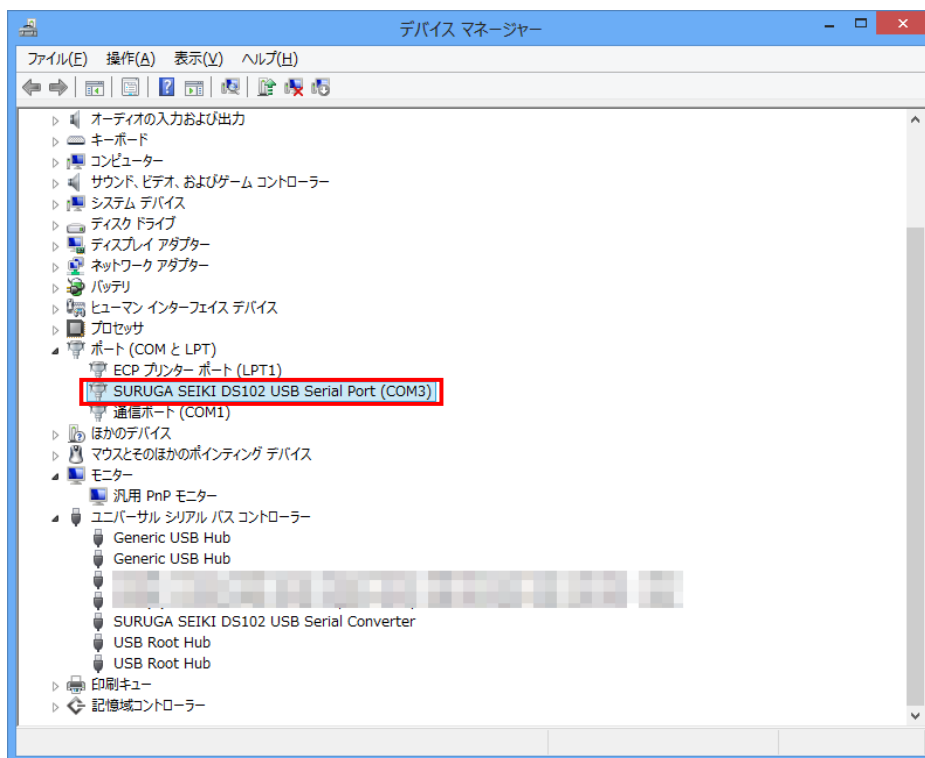 デバイス マネージャー
ファイル(F) 操作(A) 表示(V) ヘルプ(H)
オーディオの入力および出力
キーボード
コンピューター
サウンド、ビデオ、およびゲーム コントローラー
システム デバイス
ディスク ドライブ
ディスプレイ アダプター
ネットワーク アダプター
バッテリ
ヒューマン インターフェイス デバイス
プロセッサ
ポート (COM と LPT)
ECP プリンター ポート (LPT1)
SURUGA SEIKI DS102 USB Serial Port (COM3)
通信ポート (COM1)
ほかのデバイス
マウスとそのほかのポインティング デバイス
モニター
汎用 PnP モニター
ユニバーサル シリアル バス コントローラー
Generic USB Hub
Generic USB Hub
SURUGA SEIKI DS102 USB Serial Converter
USB Root Hub
USB Root Hub
印刷キュー
記憶域コントローラー